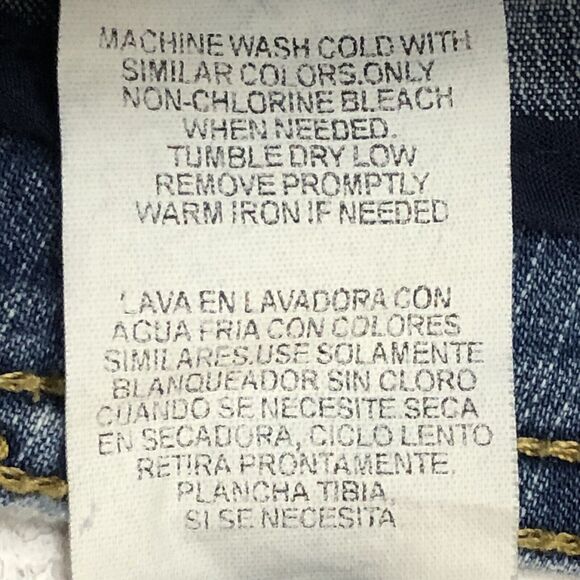 MACHINE WASH COLD WITH
SIMILAR COLORS.ONLY
NON-CHLORINE BLEACH
WHEN NEEDED.
TUMBLE DRY LOW
REMOVE PROMPTLY
WARM IRON IF NEEDED
LAVA EN LAVADORA CON
AGUA FRIA CON COLORES
SIMILARES.USE SOLAMENTE
BLANQUEADOR SIN CLORO
CUANDO SE NECESITE.SECA
EN SECADORA, CICLO LENTO
RETIRA PRONTAMENTE.
PLANCHA TIBIA,
SI SE NECESITA